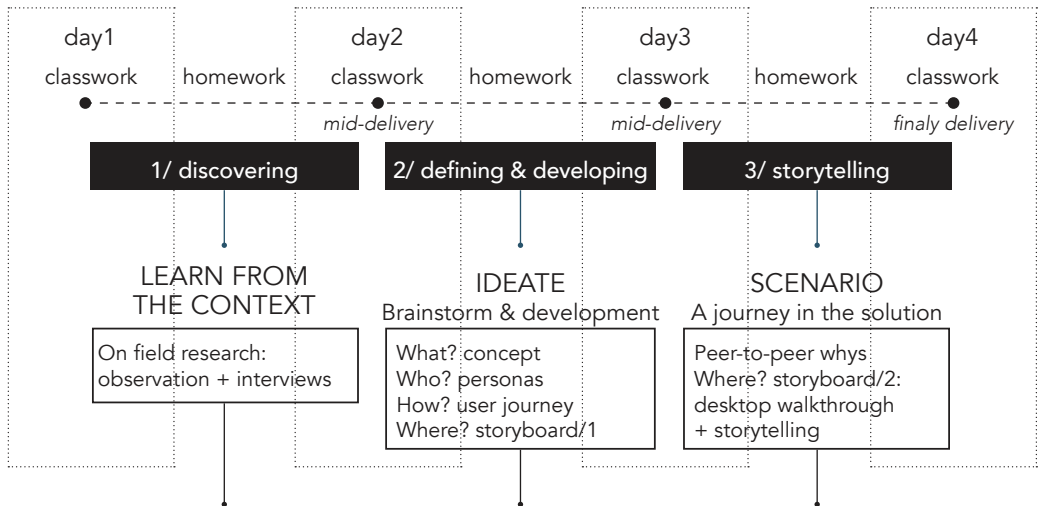 day1
day2
day3
day4
classwork
homework
classwork
homework
classwork
homework
classwork
mid-delivery
mid-delivery
finaly delivery
1/ discovering
2/ defining & developing
3/ storytelling
LEARN FROM
THE CONTEXT
On field research:
observation + interviews
IDEATE
Brainstorm & development
What? concept
Who? personas
How? user journey
Where? storyboard/1
SCENARIO
A journey in the solution
Peer-to-peer whys
Where? storyboard/2:
desktop walkthrough
+ storytelling